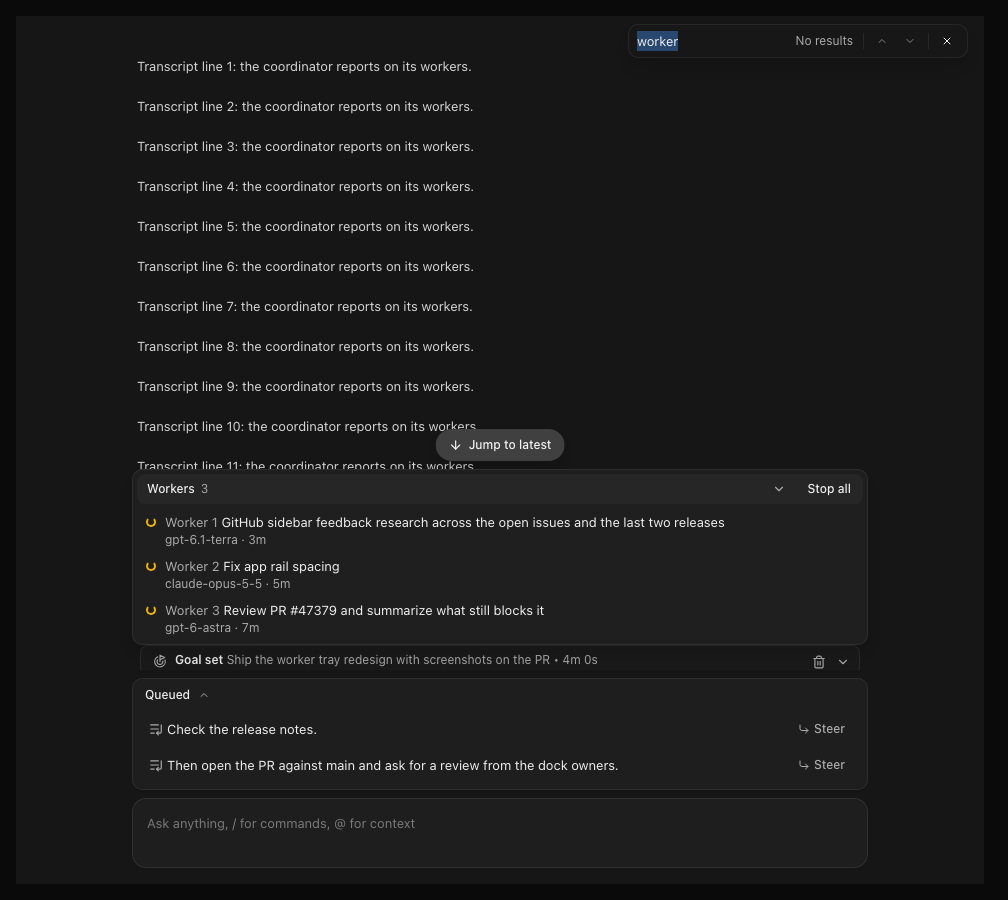 worker No results
Transcript line 1: the coordinator reports on its workers.
Transcript line 2: the coordinator reports on its workers.
Transcript line 3: the coordinator reports on its workers.
Transcript line 4: the coordinator reports on its workers.
Transcript line 5: the coordinator reports on its workers.
Transcript line 6: the coordinator reports on its workers.
Transcript line 7: the coordinator reports on its workers.
Transcript line 8: the coordinator reports on its workers.
Transcript line 9: the coordinator reports on its workers.
Transcript line 10: the coordinator reports on its workers
Jump to latest
Transcript line 11: the coordinator reports on its workers
Workers 3 Stop all
Worker 1 GitHub sidebar feedback research across the open issues and the last two releases
gpt-6.1-terra · 3m
Worker 2 Fix app rail spacing
claude-opus-5-5 · 5m
Worker 3 Review PR #47379 and summarize what still blocks it
gpt-6-astra · 7m
Goal set Ship the worker tray redesign with screenshots on the PR • 4m 0s
Queued
Check the release notes. Steer
Then open the PR against main and ask for a review from the dock owners. Steer
Ask anything, / for commands, @ for context